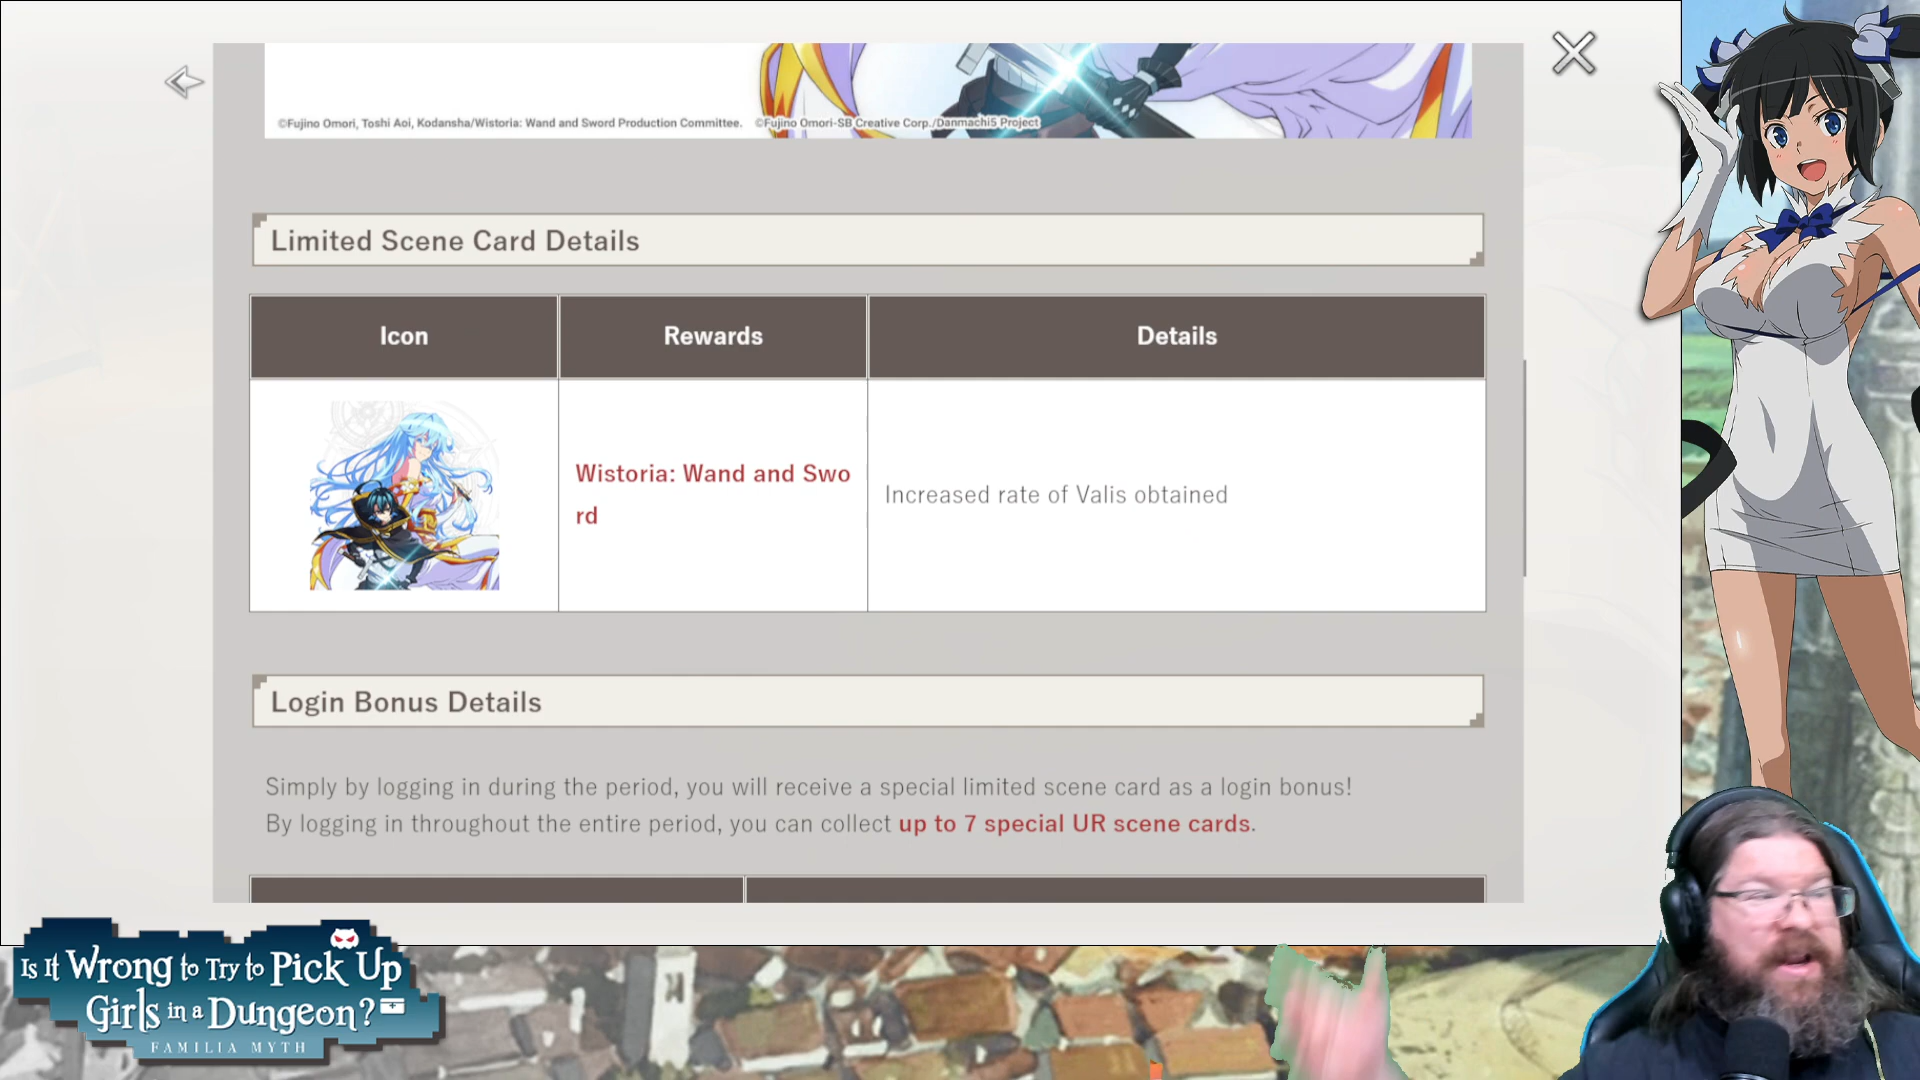 ©Fujino Omori, Toshi Aoi, Kodansha/Wistoria: Wand and Sword Production Committee. ©Fujino Omori-SB Creative Corp./Danmachi5 Project
Limited Scene Card Details
Icon Rewards Details
Wistoria: Wand and Swo
rd
Increased rate of Valis obtained
Login Bonus Details
Simply by logging in during the period, you will receive a special limited scene card as a login bonus!
By logging in throughout the entire period, you can collect up to 7 special UR scene cards.
Is It Wrong to Try to Pick Up
Girls in a Dungeon?
FAMILIA MYTH